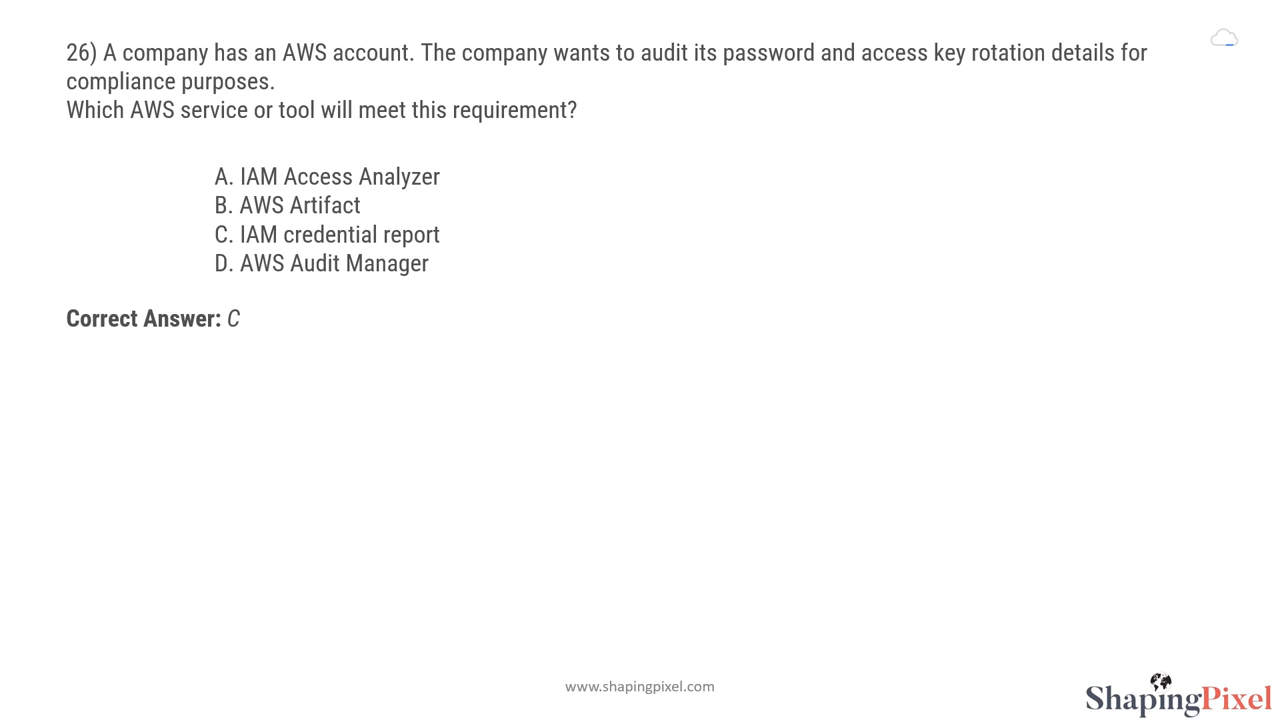 26) A company has an AWS account. The company wants to audit its password and access key rotation details for
compliance purposes.
Which AWS service or tool will meet this requirement?
A. IAM Access Analyzer
B. AWS Artifact
C. IAM credential report
D. AWS Audit Manager
Correct Answer: C
www.shapingpixel.com
ShapingPixel